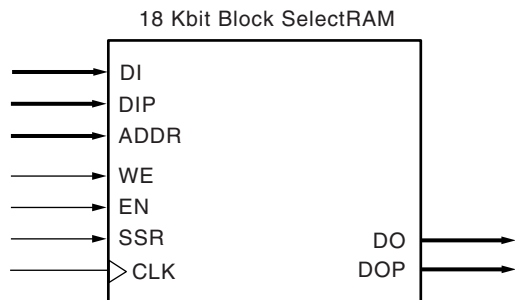 18 Kbit Block SelectRAM
DI
DIP
ADDR
WE
EN
SSR
CLK
DO
DOP